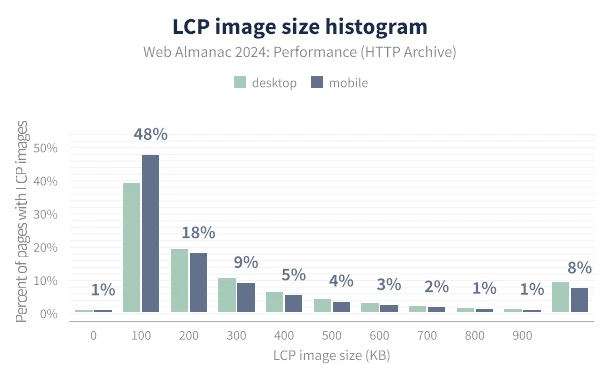 LCP image size histogram
Web Almanac 2024: Performance (HTTP Archive)
desktop mobile
Percent of pages with LCP images
50%
40%
30%
20%
10%
0%
1% 48% 18% 9% 5% 4% 3% 2% 1% 1% 8%
0 100 200 300 400 500 600 700 800 900
LCP image size (KB)